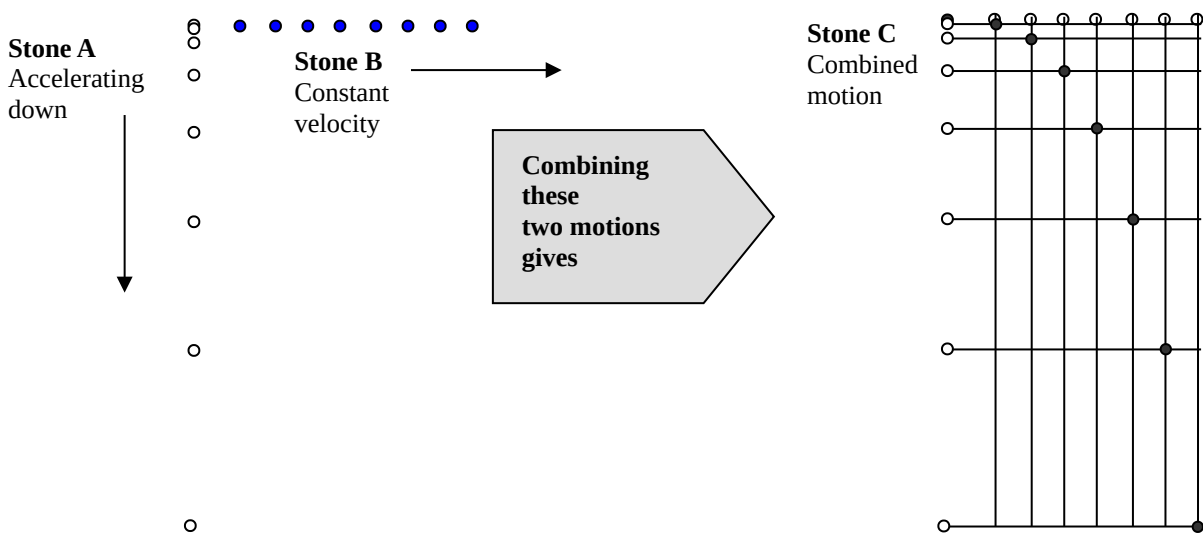 Stone A
Accelerating
down
Stone B
Constant
velocity
Combining
these
two motions
gives
Stone C
Combined
motion